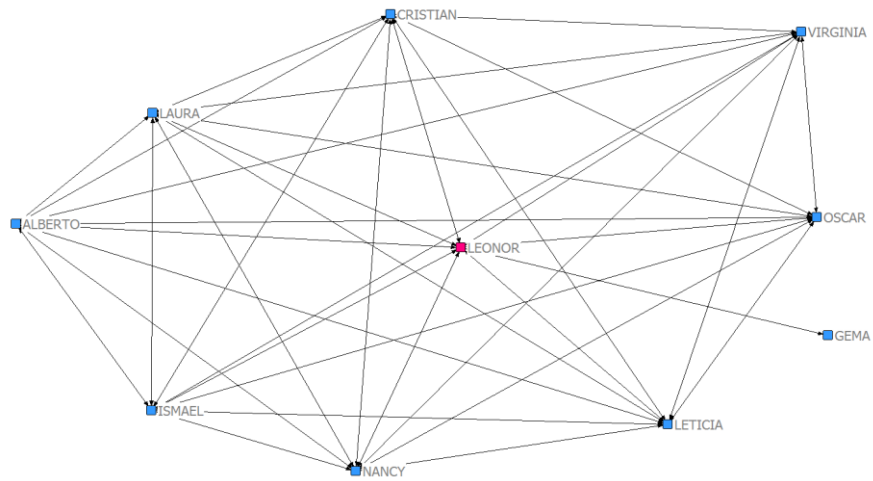 CRISTIAN
VIRGINIA
LAURA
ALBERTO
OSCAR
LEONOR
GEMA
ISMAEL
LETICIA
NANCY